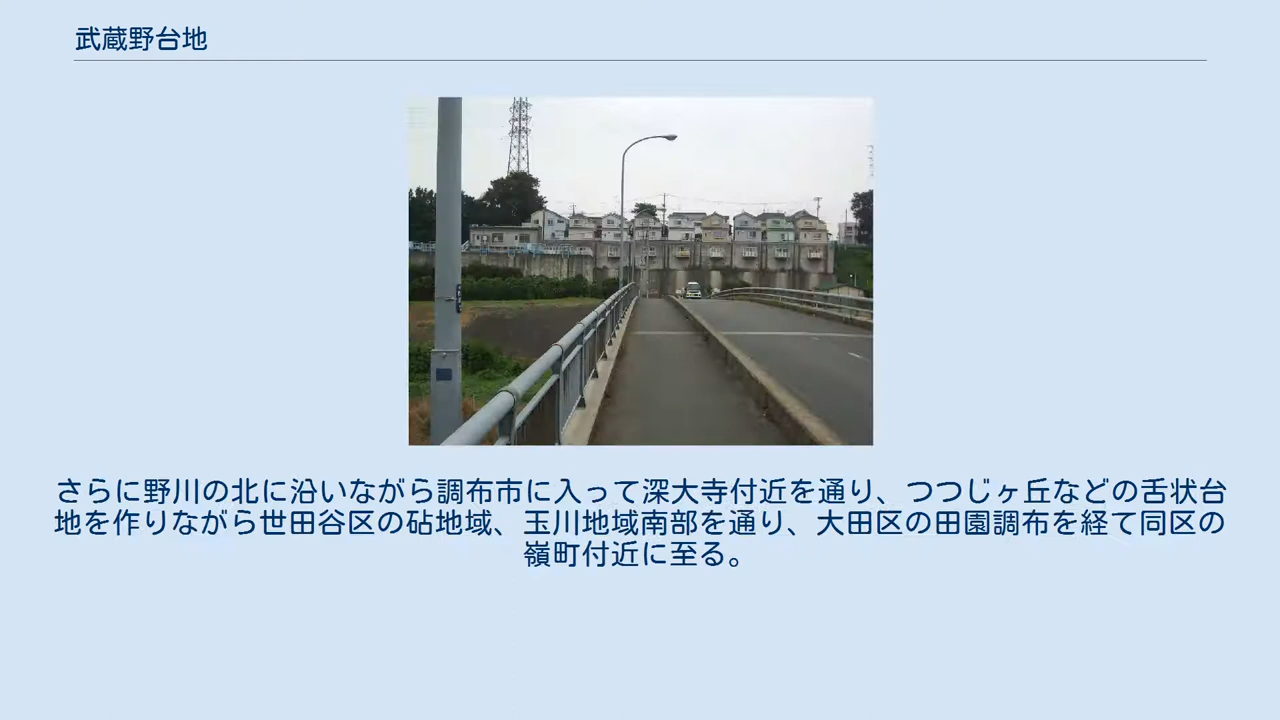 武蔵野台地
さらに野川の北に沿いながら調布市に入って深大寺付近を通り、つつじヶ丘などの舌状台
地を作りながら世田谷区の砧地域、玉川地域南部を通り、大田区の田園調布を経て同区の
嶺町付近に至る。